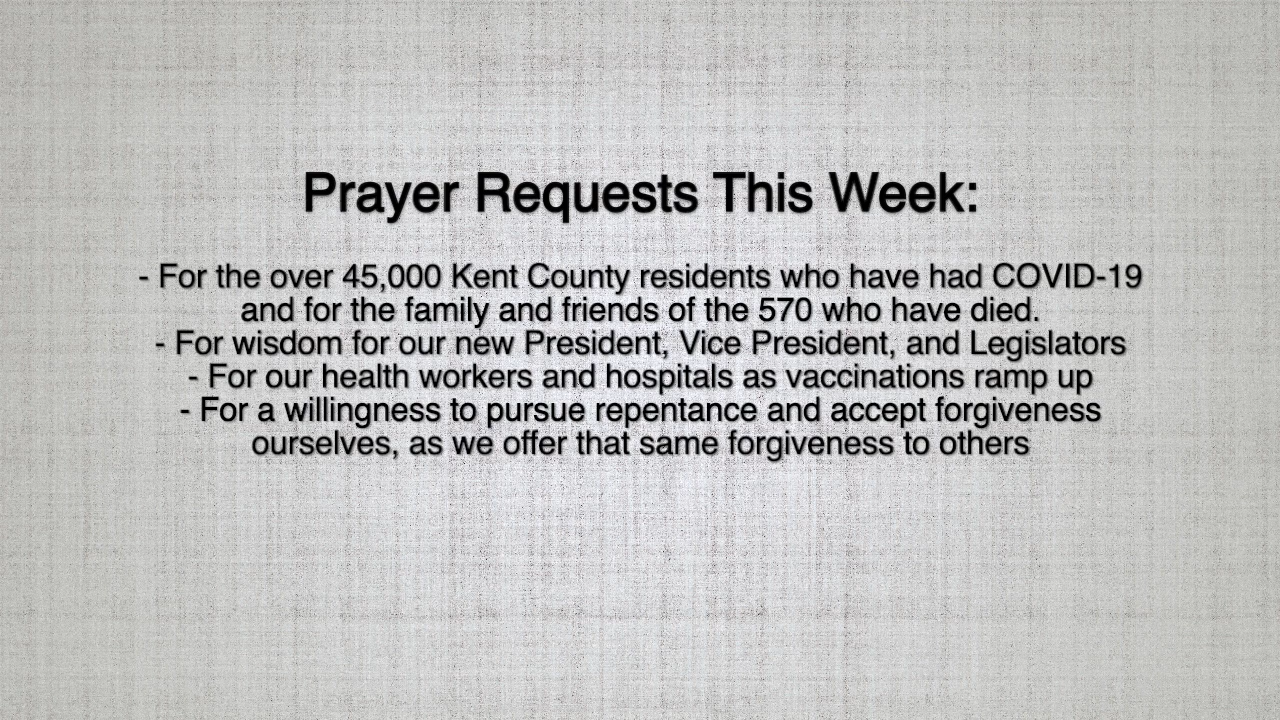 Prayer Requests This Week:
- For the over 45,000 Kent County residents who have had COVID-19
and for the family and friends of the 570 who have died.
- For wisdom for our new President, Vice President, and Legislators
- For our health workers and hospitals as vaccinations ramp up
- For a willingness to pursue repentance and accept forgiveness
ourselves, as we offer that same forgiveness to others